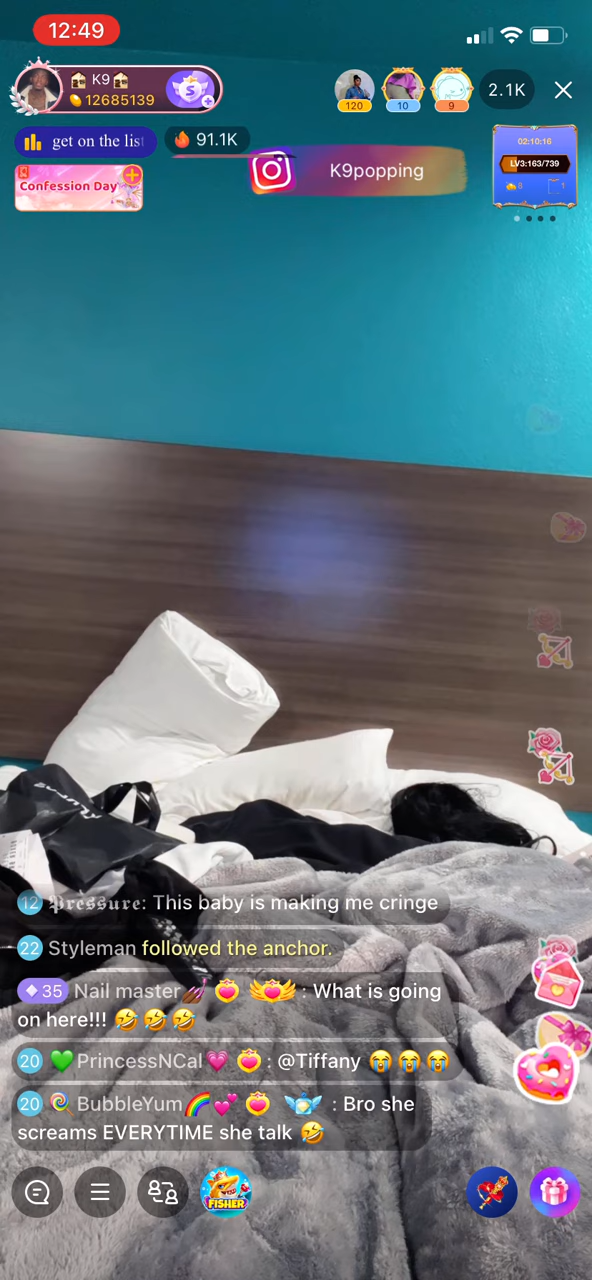 12:49
K9
12685139
S
120
10
9
2.1K
get on the list
91.1K
K9popping
02:10:16
LV3:163/739
8
1
Confession Day
12 Pressure: This baby is making me cringe
22 Styleman followed the anchor.
35 Nail master💅🏾 : What is going
on here!!! 🤣 🤣 🤣
20 💚PrincessNCal💗 : @Tiffany 😭 😭 😭
20 🍭 BubbleYum🌈💕 : Bro she
screams EVERYTIME she talk 🤣
FISHER